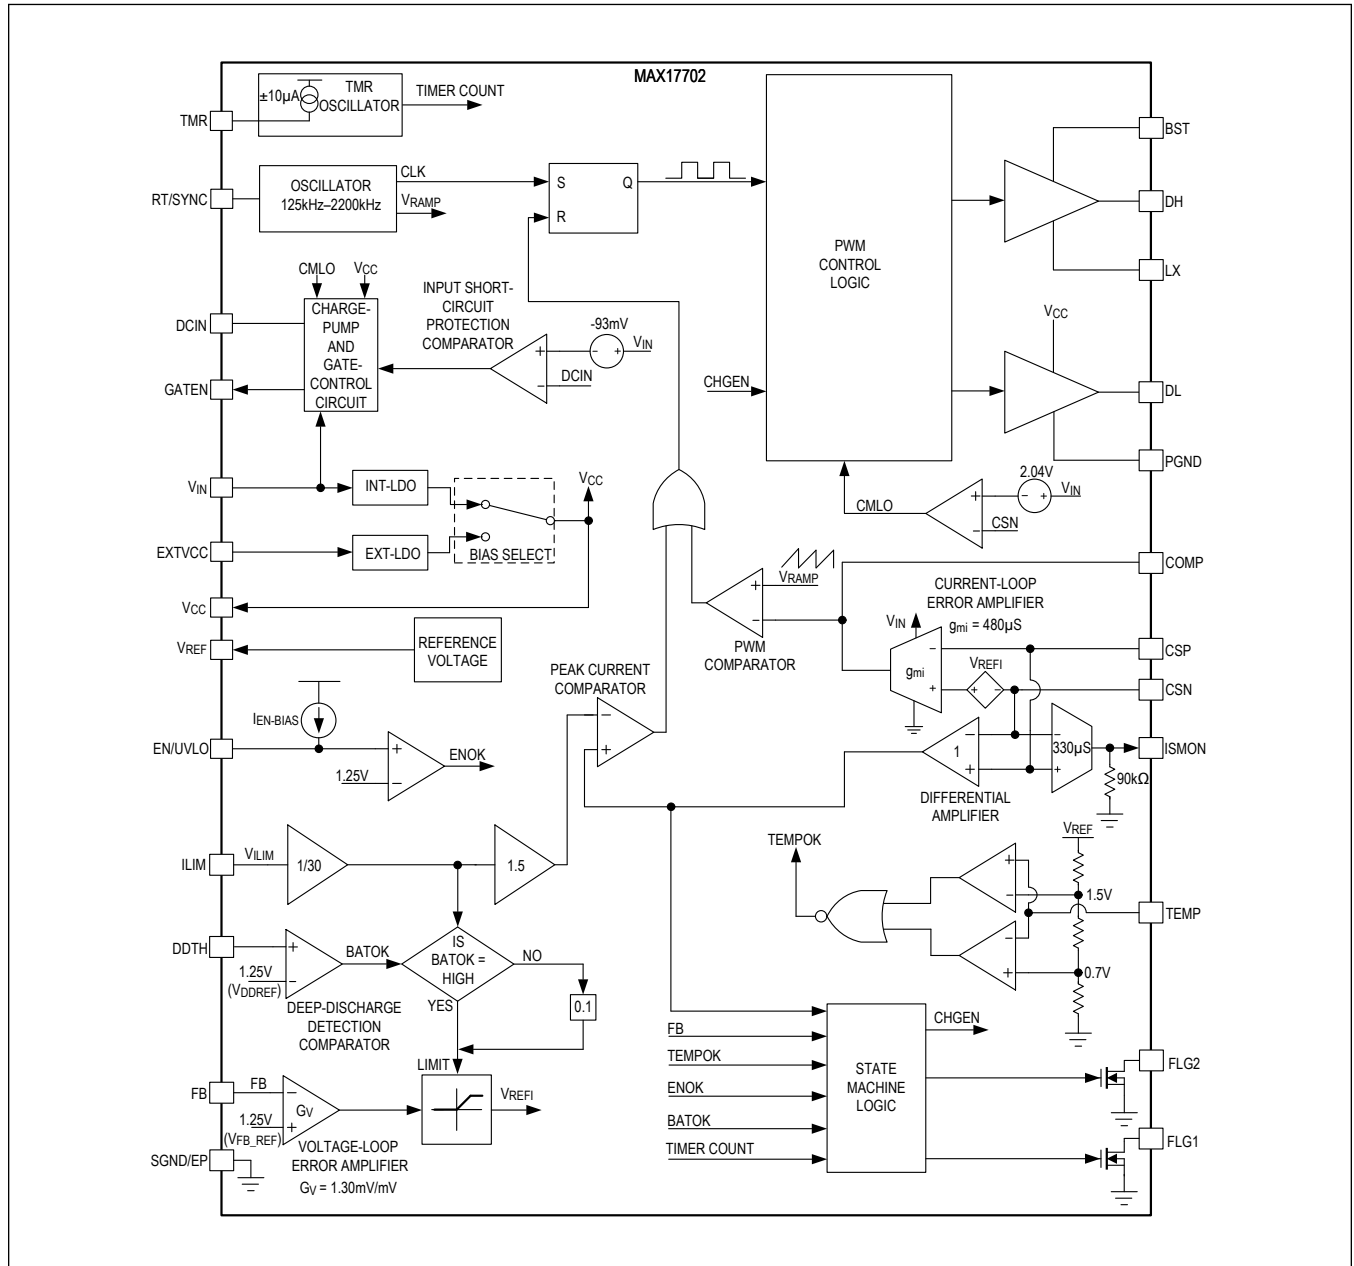 MAX17702
TMR
±10µA
TMR
OSCILLATOR
TIMER COUNT
RT/SYNC
OSCILLATOR
125kHz–2200kHz
CLK
VRAMP
S
Q
R
PWM
CONTROL
LOGIC
BST
DH
LX
VCC
DL
PGND
CMLO
VCC
DCIN
GATEN
CHARGE-
PUMP
AND
GATE-
CONTROL
CIRCUIT
INPUT SHORT-
CIRCUIT
PROTECTION
COMPARATOR
+
−
-93mV
−
+
VIN
DCIN
CHGEN
VIN
INT-LDO
EXTVCC
EXT-LDO
BIAS SELECT
VCC
VCC
VREF
REFERENCE
VOLTAGE
CMLO
+
−
2.04V
−
+
VIN
CSN
COMP
VRAMP
+
−
PWM
COMPARATOR
CURRENT-LOOP
ERROR AMPLIFIER
gmi = 480µS
VIN
gmi
−
+
VREFI
+
−
CSP
CSN
PEAK CURRENT
COMPARATOR
−
+
IEN-BIAS
EN/UVLO
+
−
1.25V
ENOK
1
−
+
DIFFERENTIAL
AMPLIFIER
−
330µS
+
90kΩ
ISMON
ILIM
VILIM
1/30
1.5
TEMPOK
VREF
+
−
1.5V
−
+
0.7V
TEMP
DDTH
+
−
1.25V
(VDDREF)
BATOK
DEEP-DISCHARGE
DETECTION
COMPARATOR
IS
BATOK =
HIGH
NO
YES
0.1
LIMIT
FB
FB
−
GV
+
1.25V
(VFB_REF)
VREFI
VOLTAGE-LOOP
ERROR AMPLIFIER
GV = 1.30mV/mV
SGND/EP
FB
TEMPOK
ENOK
BATOK
TIMER COUNT
STATE
MACHINE
LOGIC
CHGEN
FLG2
FLG1